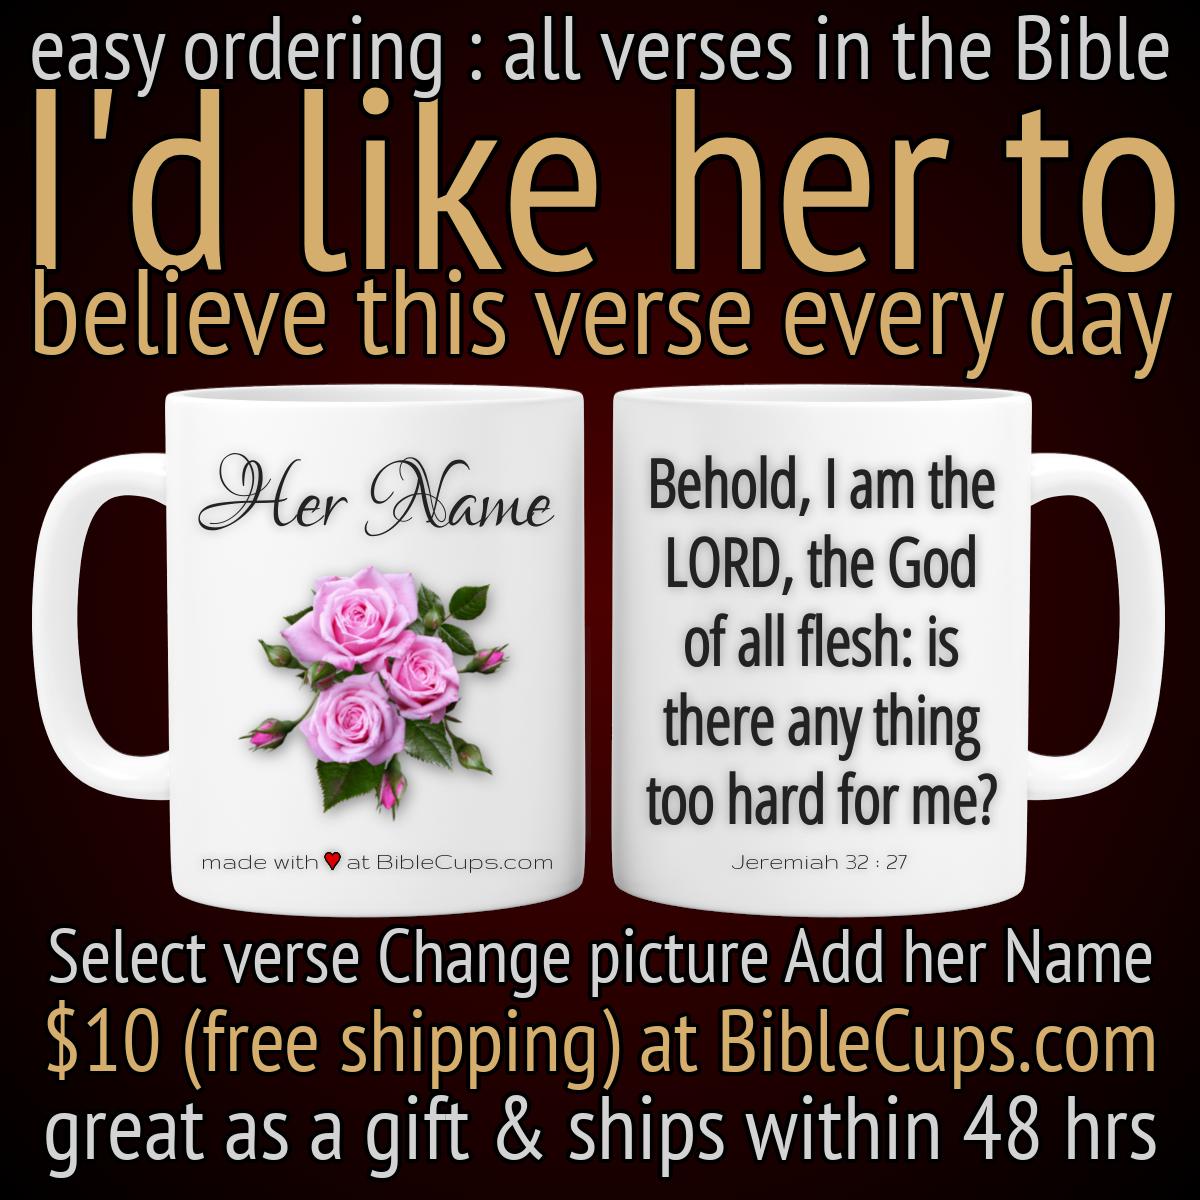 easy ordering : all verses in the Bible
I'd like her to
believe this verse every day
Her Name
made with ♥ at BibleCups.com
Behold, I am the
LORD, the God
of all flesh: is
there any thing
too hard for me?
Jeremiah 32 : 27
Select verse Change picture Add her Name
$10 (free shipping) at BibleCups.com
great as a gift & ships within 48 hrs